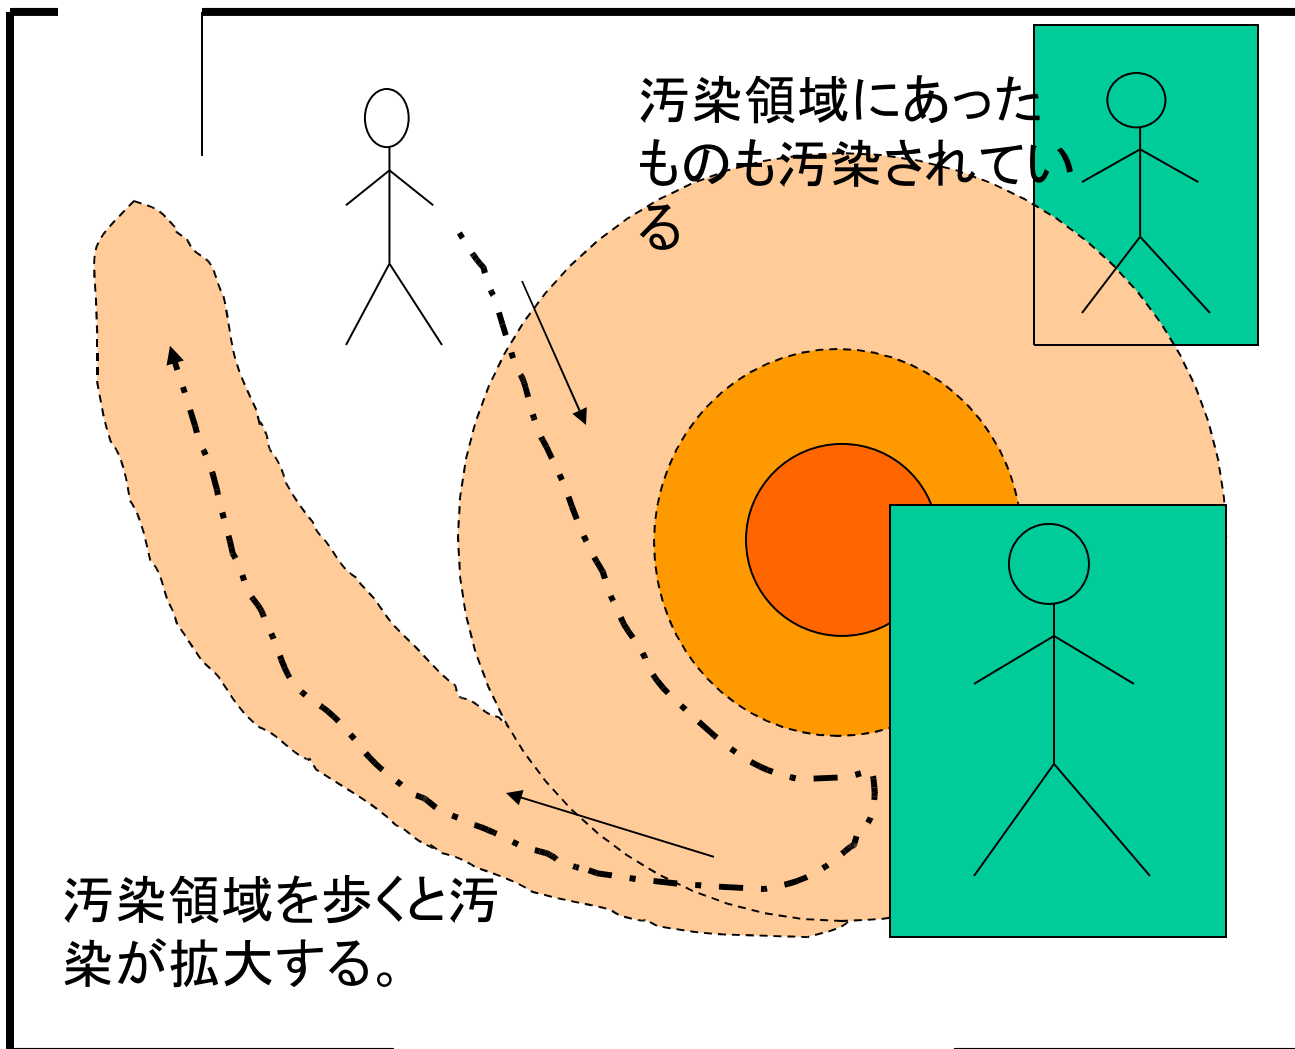 汚染領域にあった
ものも汚染されてい
る
汚染領域を歩くと汚
染が拡大する。